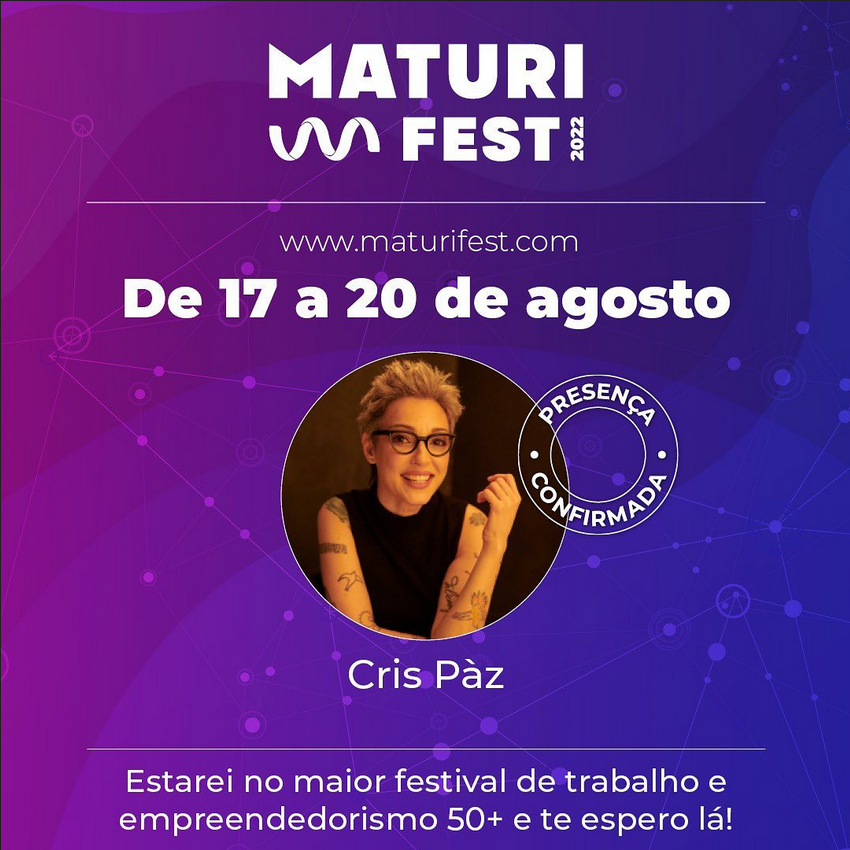 MATURI
FEST 2022
www.maturifest.com
De 17 a 20 de agosto
PRESENÇA
CONFIRMADA
Cris Pàz
Estarei no maior festival de trabalho e
empreendedorismo 50+ e te espero lá!